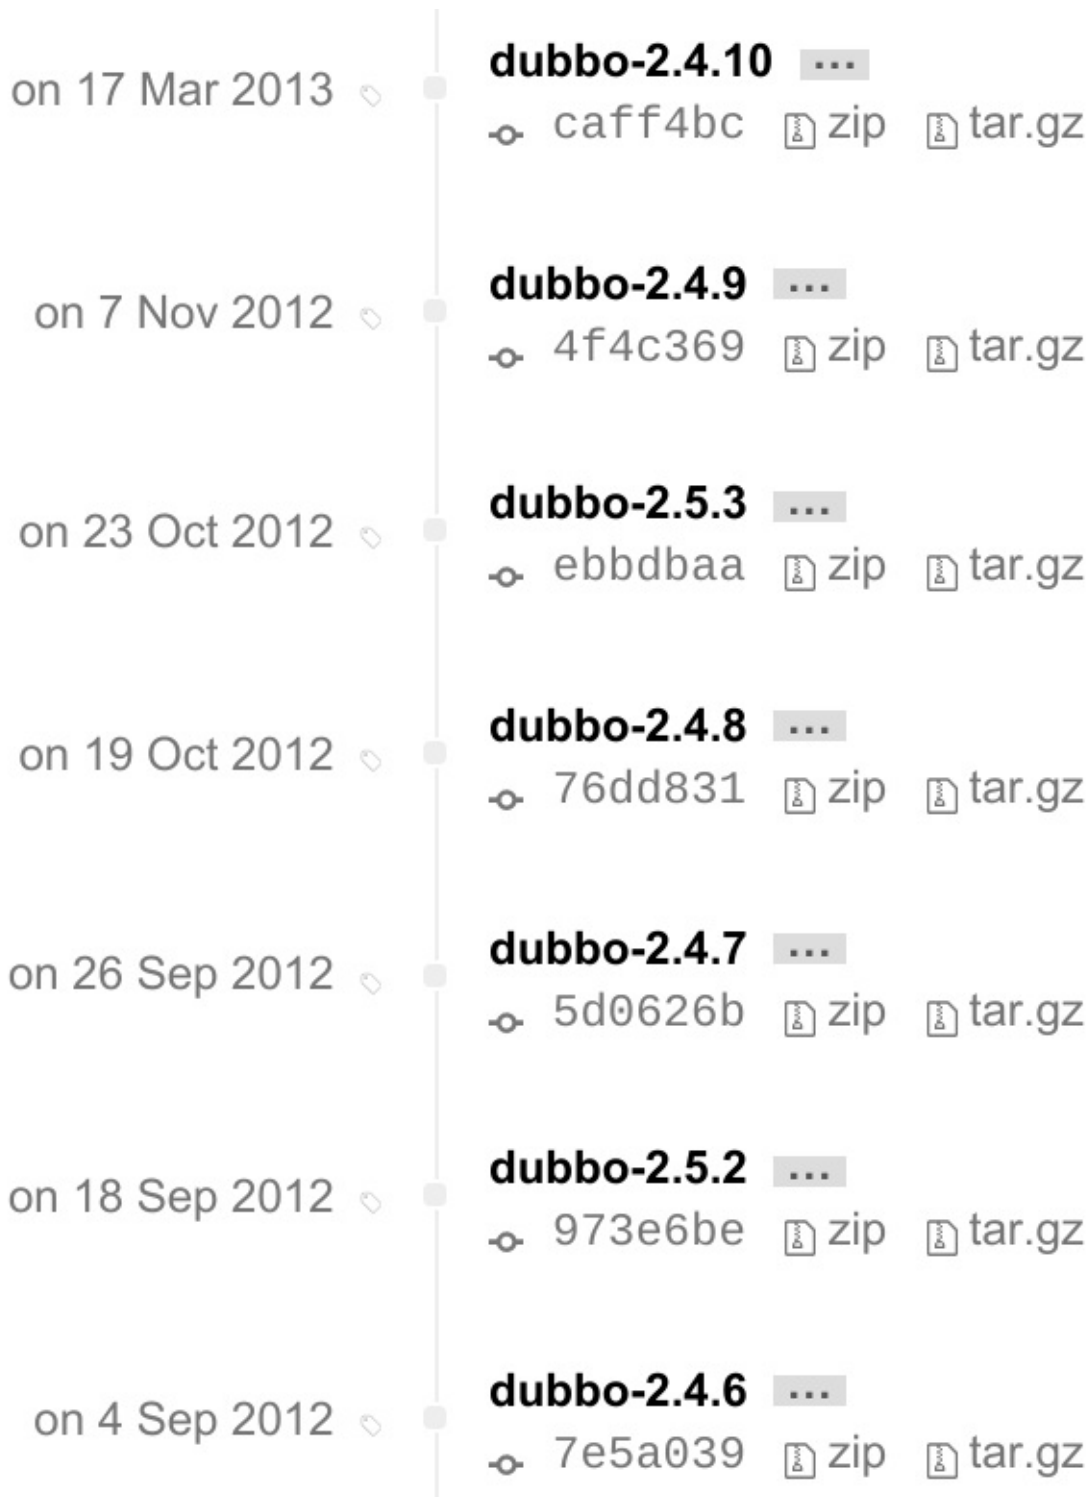 on 17 Mar 2013
dubbo-2.4.10 ...
caff4bc zip tar.gz
on 7 Nov 2012
dubbo-2.4.9 ...
4f4c369 zip tar.gz
on 23 Oct 2012
dubbo-2.5.3 ...
ebbdbaa zip tar.gz
on 19 Oct 2012
dubbo-2.4.8 ...
76dd831 zip tar.gz
on 26 Sep 2012
dubbo-2.4.7 ...
5d0626b zip tar.gz
on 18 Sep 2012
dubbo-2.5.2 ...
973e6be zip tar.gz
on 4 Sep 2012
dubbo-2.4.6 ...
7e5a039 zip tar.gz